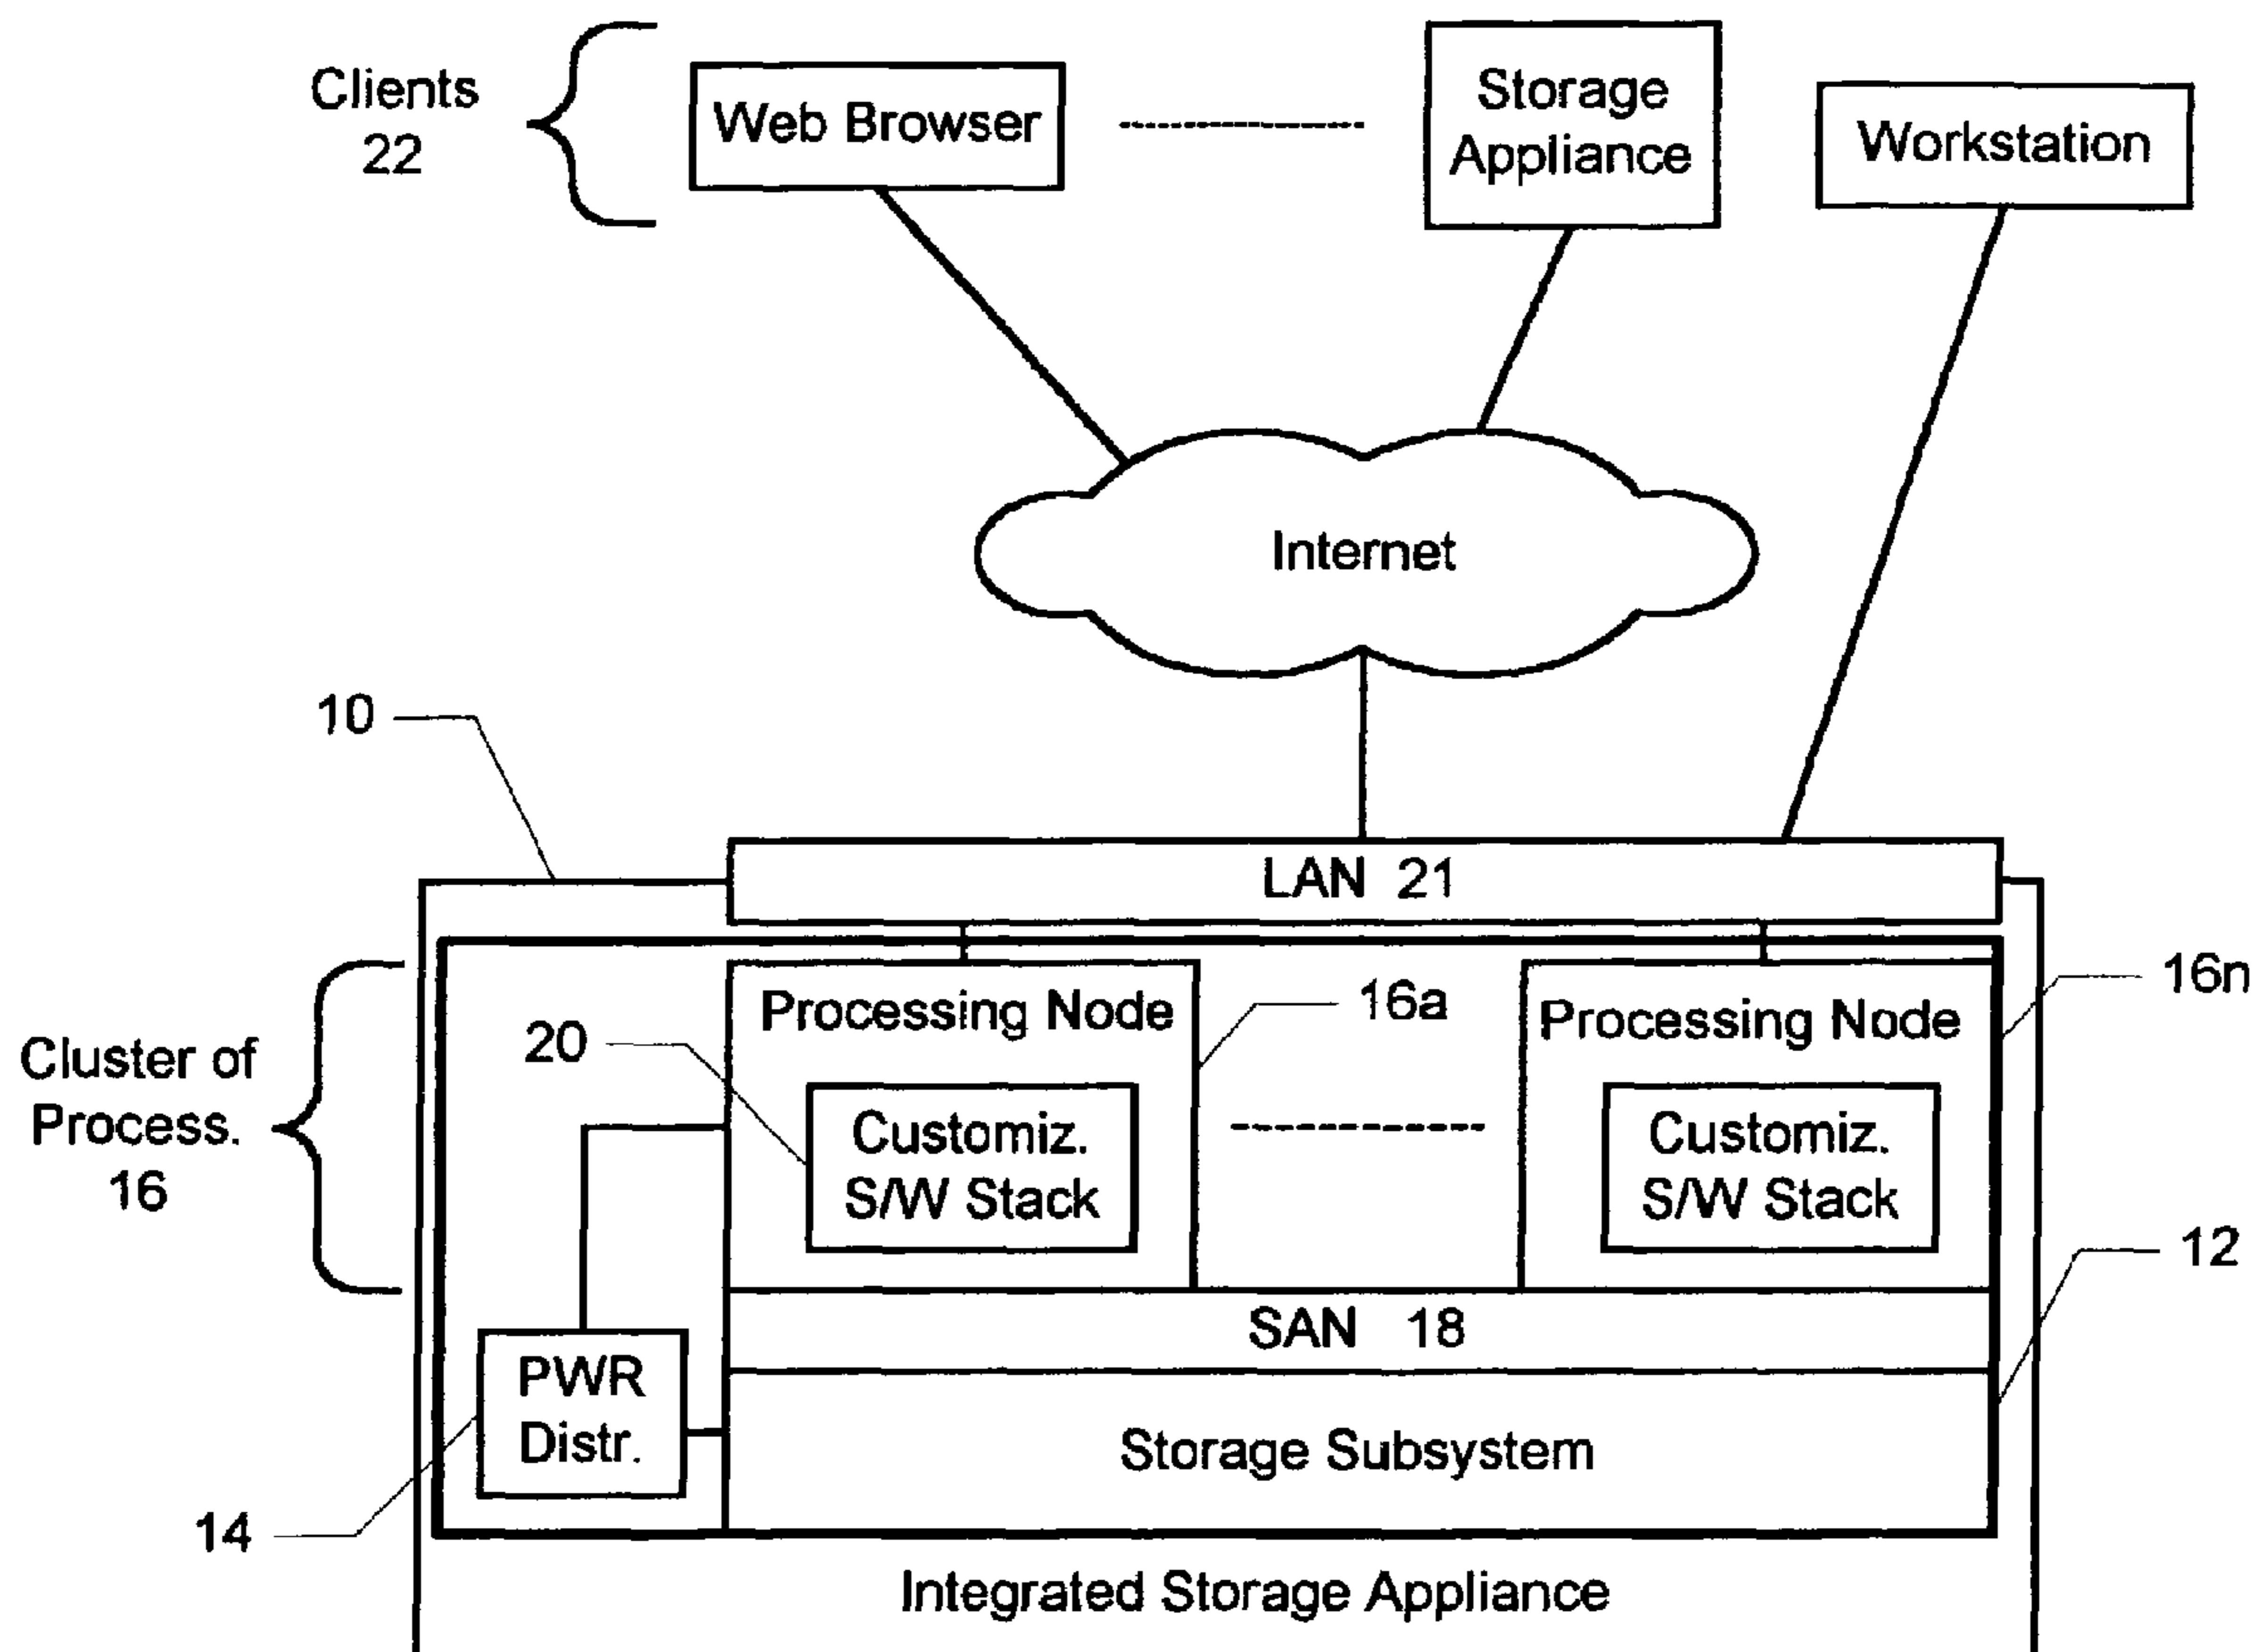 Clients
22
Web Browser
Storage
Appliance
Workstation
Internet
10
LAN 21
Cluster of
Process.
16
Processing Node
16a
Processing Node
16n
20
Customiz.
S/W Stack
Customiz.
S/W Stack
12
SAN 18
PWR
Distr.
Storage Subsystem
14
Integrated Storage Appliance